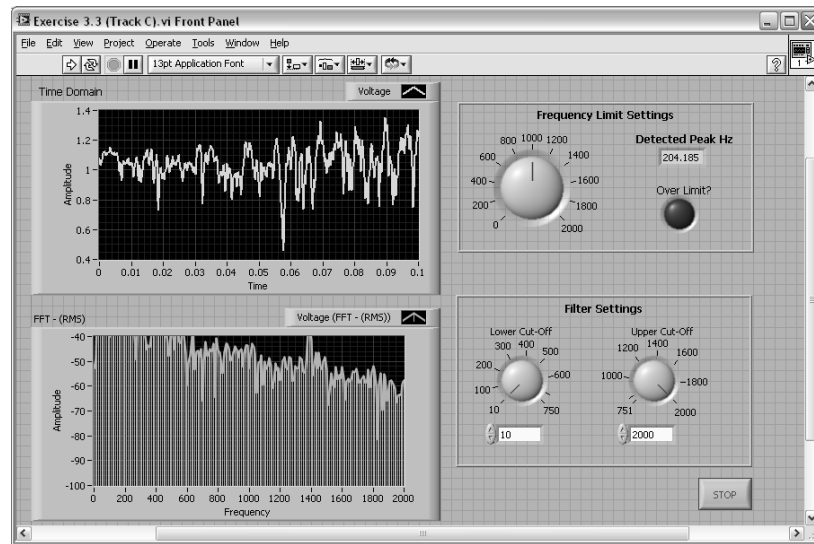 Exercise 3.3 (Track C).vi Front Panel
File Edit View Project Operate Tools Window Help
13pt Application Font
Time Domain
Voltage
Amplitude
1.4
1.2
1
0.8
0.6
0.4
0 0.01 0.02 0.03 0.04 0.05 0.06 0.07 0.08 0.09 0.1
Time
Frequency Limit Settings
0 200 400 600 800 1000 1200 1400 1600 1800 2000
Detected Peak Hz
204.185
Over Limit?
FFT - (RMS)
Voltage (FFT - (RMS))
Amplitude
-40
-50
-60
-70
-80
-90
-100
0 200 400 600 800 1000 1200 1400 1600 1800 2000
Frequency
Filter Settings
Lower Cut-Off
10 100 200 300 400 500 600 750
10
Upper Cut-Off
751 1000 1200 1400 1600 1800 2000
2000
STOP